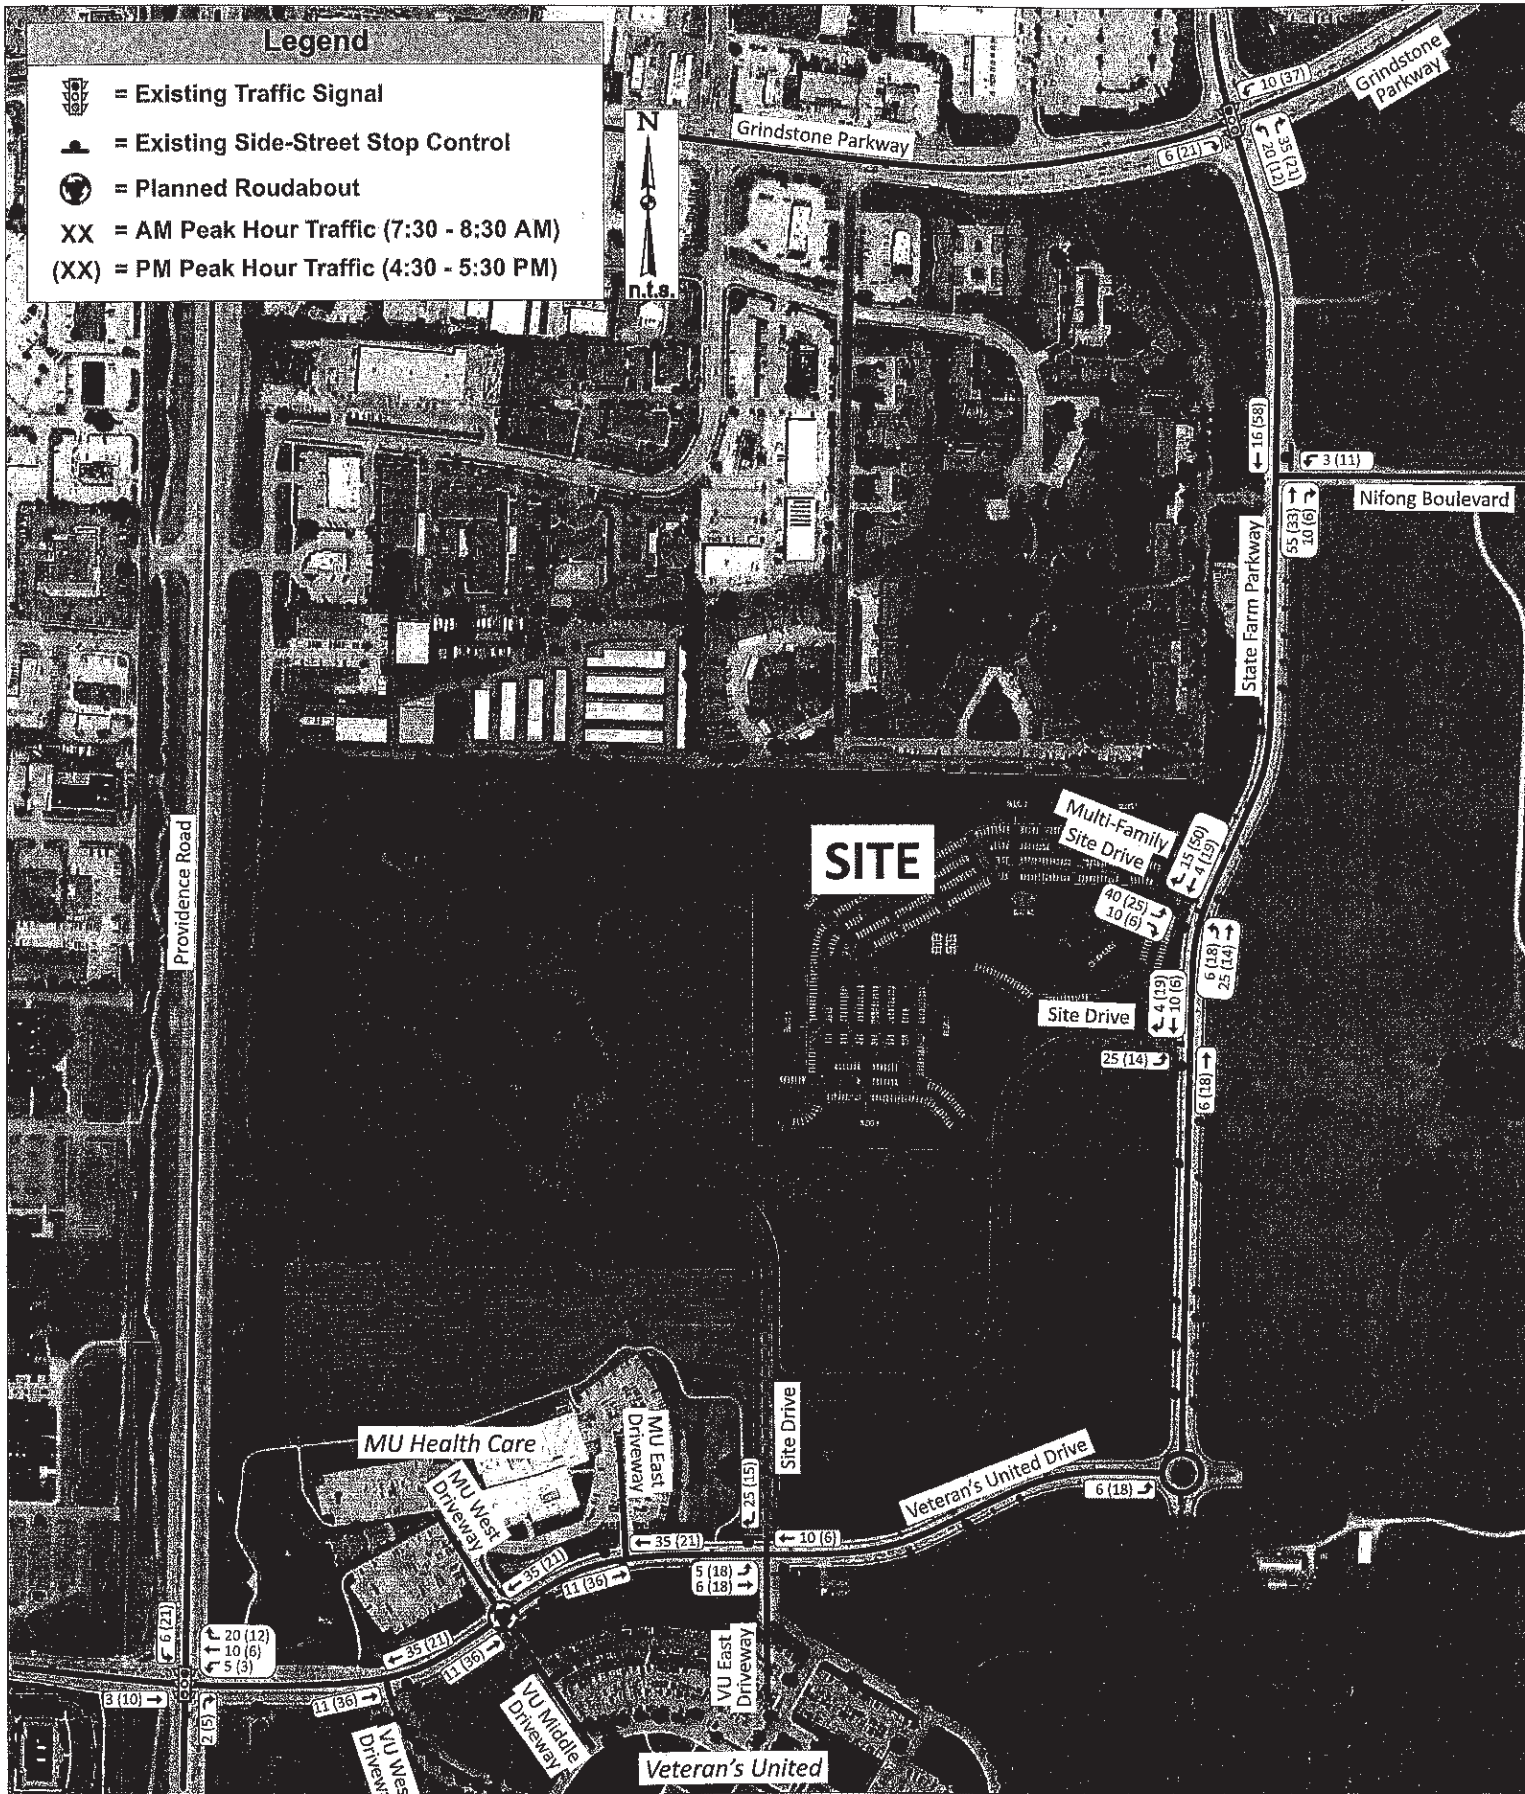 Legend
= Existing Traffic Signal
= Existing Side-Street Stop Control
= Planned Roudabout
XX = AM Peak Hour Traffic (7:30 - 8:30 AM)
(XX) = PM Peak Hour Traffic (4:30 - 5:30 PM)
N
n.t.s.
Grindstone Parkway
Grindstone
Parkway
10 (37)
6 (21)
20 (12)
35 (21)
16 (58)
3 (11)
Nifong Boulevard
55 (33)
10 (6)
State Farm Parkway
Providence Road
SITE
Multi-Family
Site Drive
15 (50)
4 (19)
40 (25)
10 (6)
6 (18)
25 (14)
Site Drive
4 (19)
10 (6)
25 (14)
6 (18)
MU Health Care
MU East
Driveway
MU West
Driveway
Site Drive
25 (15)
Veteran's United Drive
6 (18)
10 (6)
35 (21)
5 (18)
6 (18)
35 (21)
11 (36)
35 (21)
11 (36)
11 (36)
6 (21)
20 (12)
10 (6)
5 (3)
3 (10)
2 (5)
VU East
Driveway
VU Middle
Driveway
VU Wes
Drivew
Veteran's United